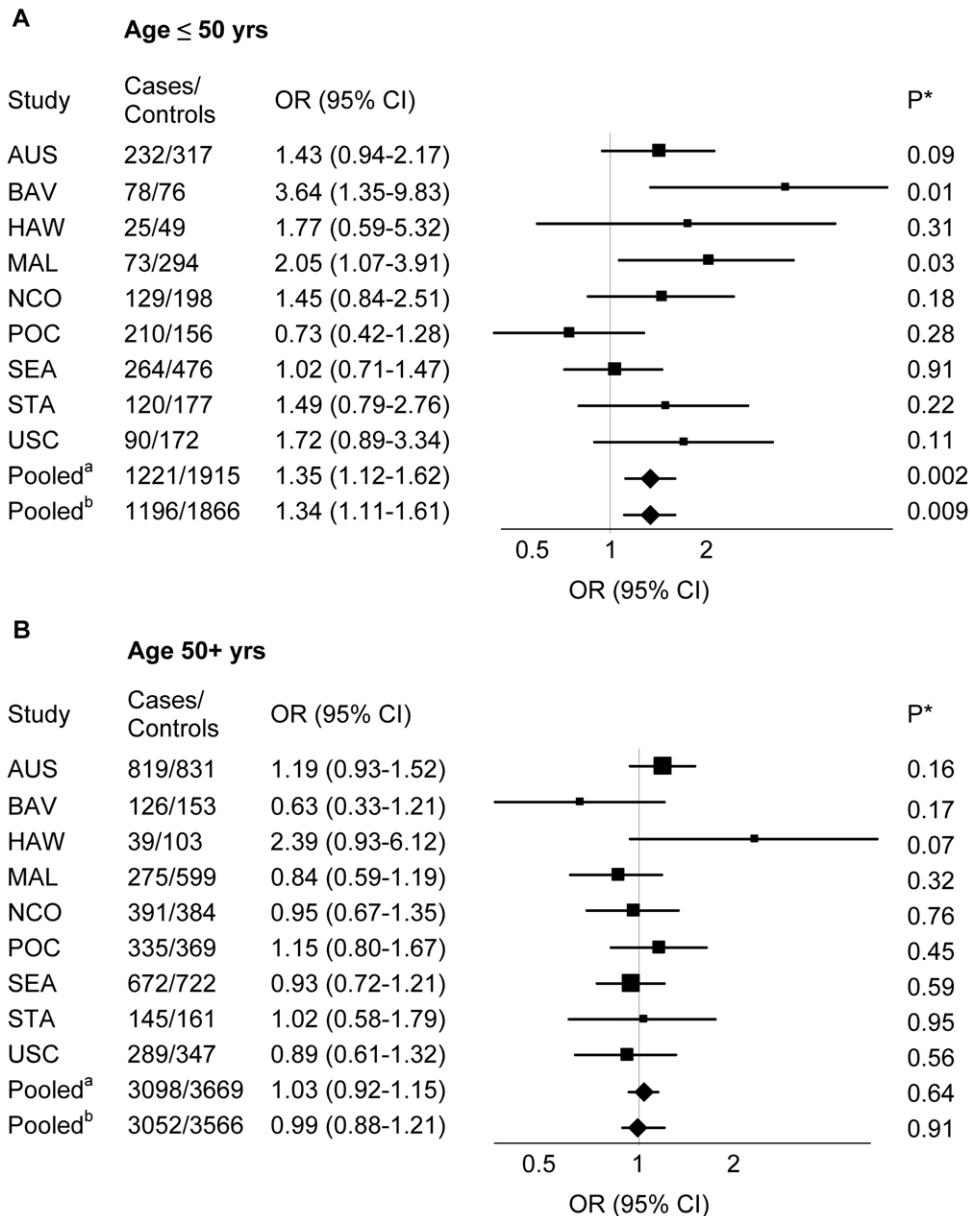 A
Age ≤ 50 yrs
Study Cases/ Controls OR (95% CI) P*
AUS 232/317 1.43 (0.94-2.17) 0.09
BAV 78/76 3.64 (1.35-9.83) 0.01
HAW 25/49 1.77 (0.59-5.32) 0.31
MAL 73/294 2.05 (1.07-3.91) 0.03
NCO 129/198 1.45 (0.84-2.51) 0.18
POC 210/156 0.73 (0.42-1.28) 0.28
SEA 264/476 1.02 (0.71-1.47) 0.91
STA 120/177 1.49 (0.79-2.76) 0.22
USC 90/172 1.72 (0.89-3.34) 0.11
Pooledᵃ 1221/1915 1.35 (1.12-1.62) 0.002
Pooledᵇ 1196/1866 1.34 (1.11-1.61) 0.009
0.5 1 2
OR (95% CI)
B
Age 50+ yrs
Study Cases/ Controls OR (95% CI) P*
AUS 819/831 1.19 (0.93-1.52) 0.16
BAV 126/153 0.63 (0.33-1.21) 0.17
HAW 39/103 2.39 (0.93-6.12) 0.07
MAL 275/599 0.84 (0.59-1.19) 0.32
NCO 391/384 0.95 (0.67-1.35) 0.76
POC 335/369 1.15 (0.80-1.67) 0.45
SEA 672/722 0.93 (0.72-1.21) 0.59
STA 145/161 1.02 (0.58-1.79) 0.95
USC 289/347 0.89 (0.61-1.32) 0.56
Pooledᵃ 3098/3669 1.03 (0.92-1.15) 0.64
Pooledᵇ 3052/3566 0.99 (0.88-1.21) 0.91
0.5 1 2
OR (95% CI)